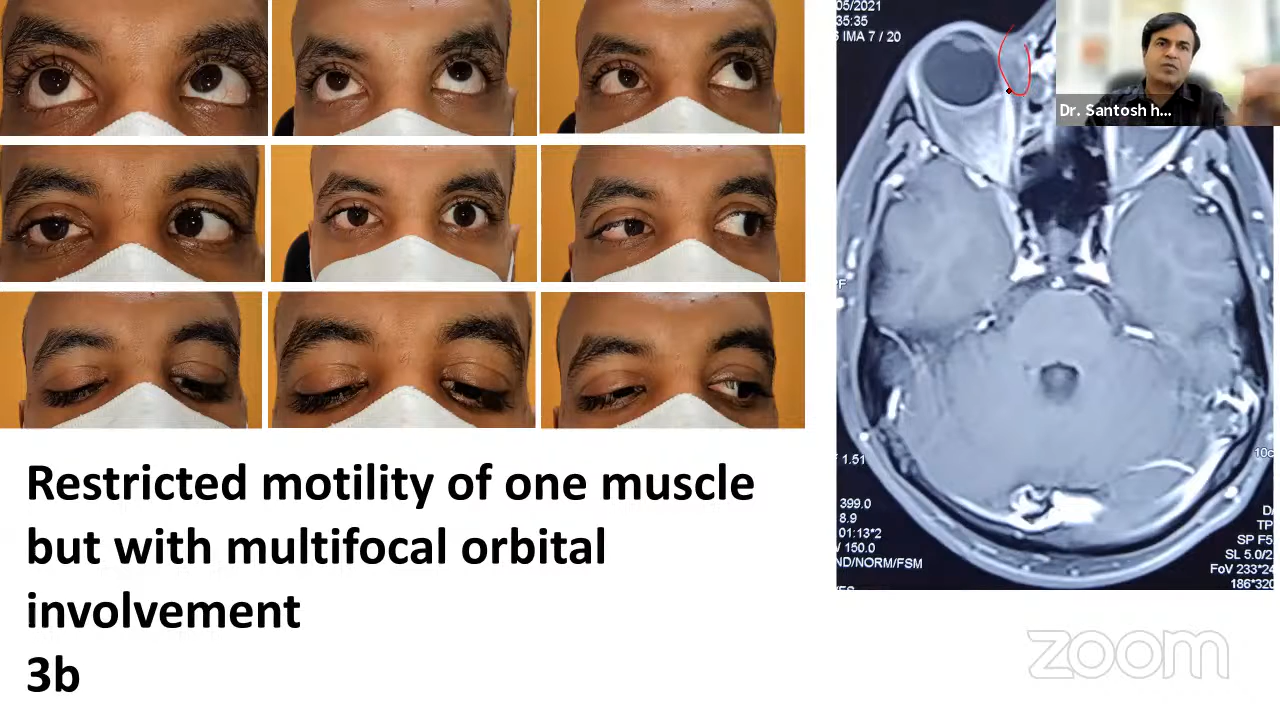 05/2021
35:35
IMA 7 / 20
Dr. Santosh h...
Restricted motility of one muscle
but with multifocal orbital
involvement
3b
1.51
399.0
8.9
01:13*2
150.0
ND/NORM/FSM
10c
TP
SP F5
SL 5.0/2
FoV 233*24
186*320
zoom